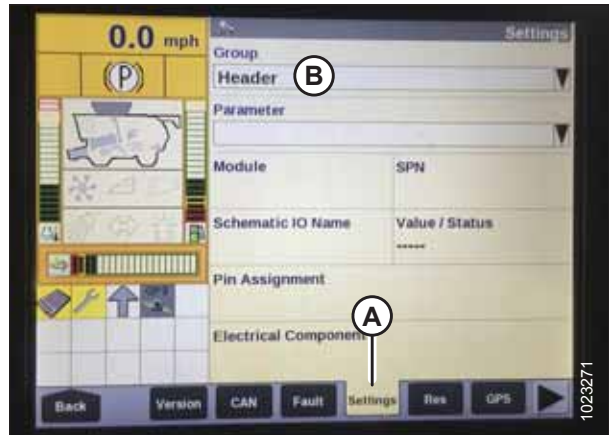 0.0 mph
(P)
Settings
Group
Header
B
Parameter
Module
SPN
Schematic IO Name
Value / Status
-----
Pin Assignment
Electrical Component
A
Back
Version
CAN
Fault
Settings
Res
GPS
1023271